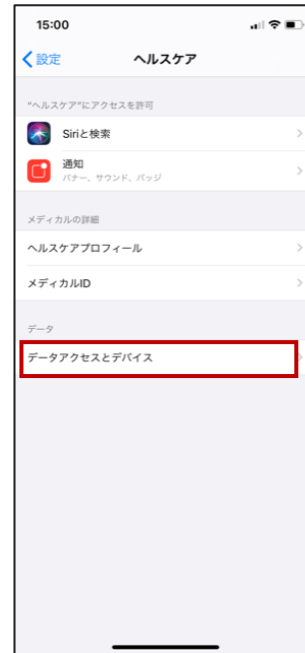 15:00
設定
ヘルスケア
"ヘルスケア"にアクセスを許可
Siriと検索
通知
バナー、サウンド、バッジ
メディカルの詳細
ヘルスケアプロフィール
メディカルID
データ
データアクセスとデバイス